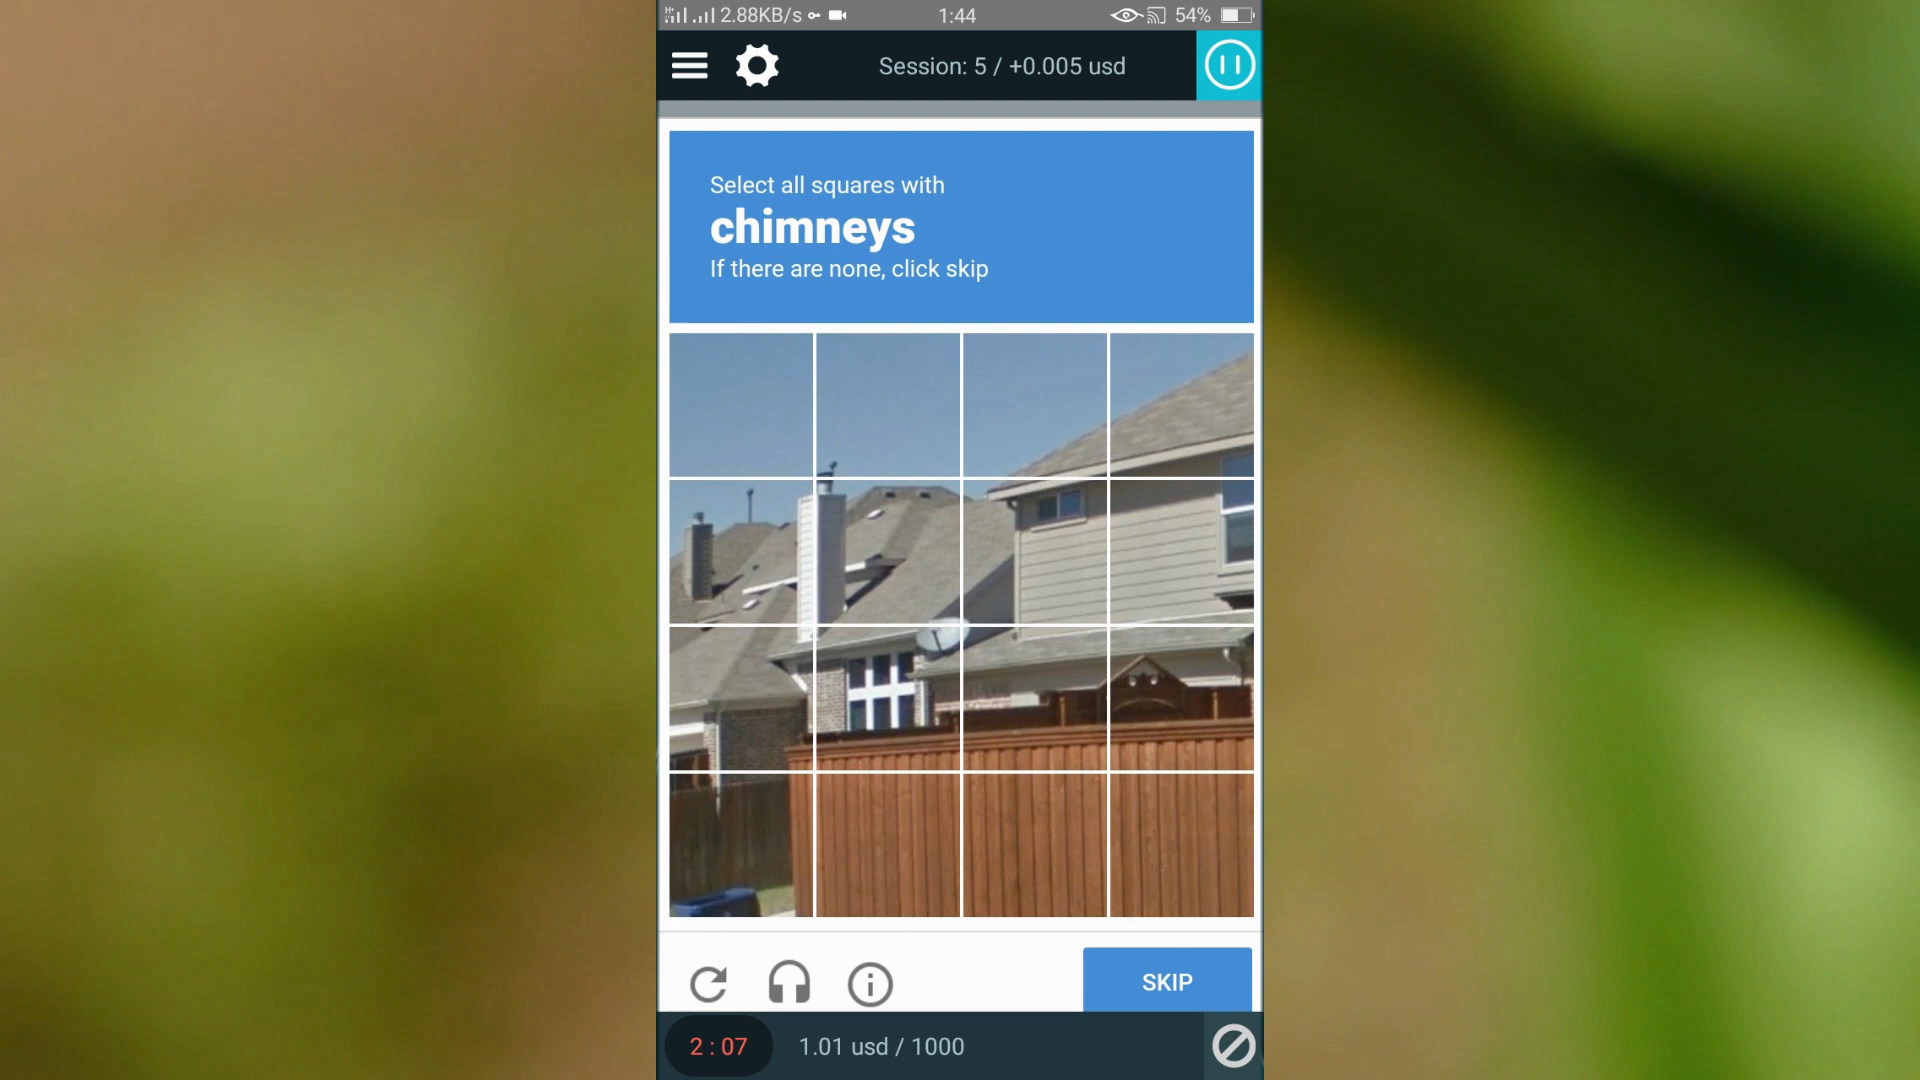 2.88KB/s 1:44 54%
Session: 5 / +0.005 usd
Select all squares with
chimneys
If there are none, click skip
SKIP
2 : 07 1.01 usd / 1000